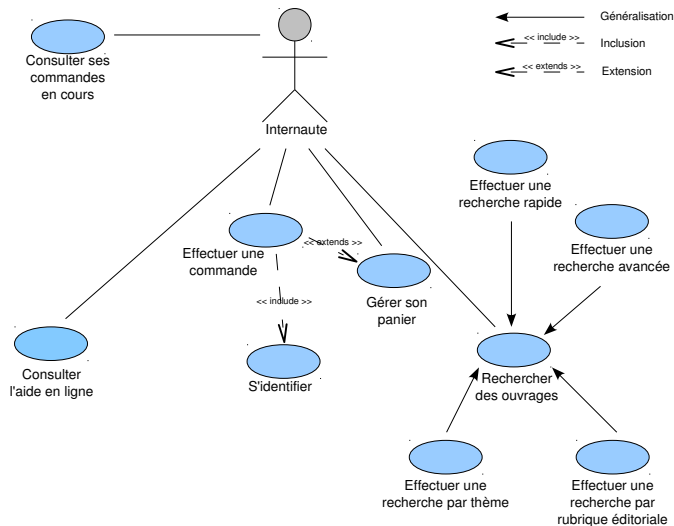 Généralisation
<< include >>
Inclusion
<< extends >>
Extension
Consulter ses
commandes
en cours
Internaute
Effectuer une
recherche rapide
Effectuer une
recherche avancée
Effectuer une
commande
<< extends >>
Gérer son
panier
<< include >>
S'identifier
Consulter
l'aide en ligne
Rechercher
des ouvrages
Effectuer une
recherche par thème
Effectuer une
recherche par
rubrique éditoriale